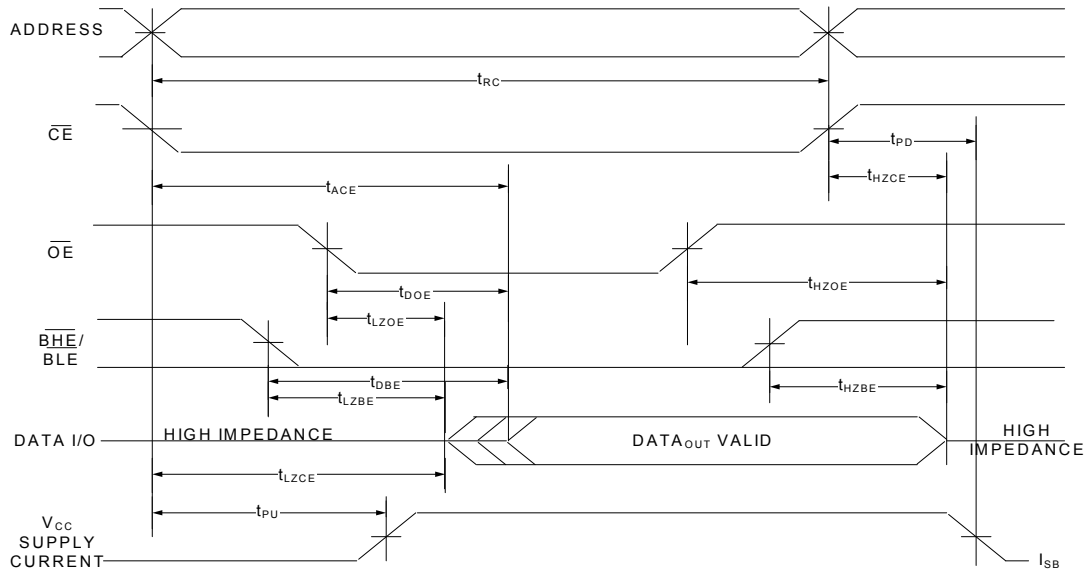 ADDRESS
tRC
CE
tPD
tHZCE
tACE
OE
tDOE
tHZOE
tLZOE
BHE/
BLE
tDBE
tLZBE
tHZBE
DATA I/O
HIGH IMPEDANCE
DATAOUT VALID
HIGH
IMPEDANCE
tLZCE
tPU
VCC
SUPPLY
CURRENT
ISB